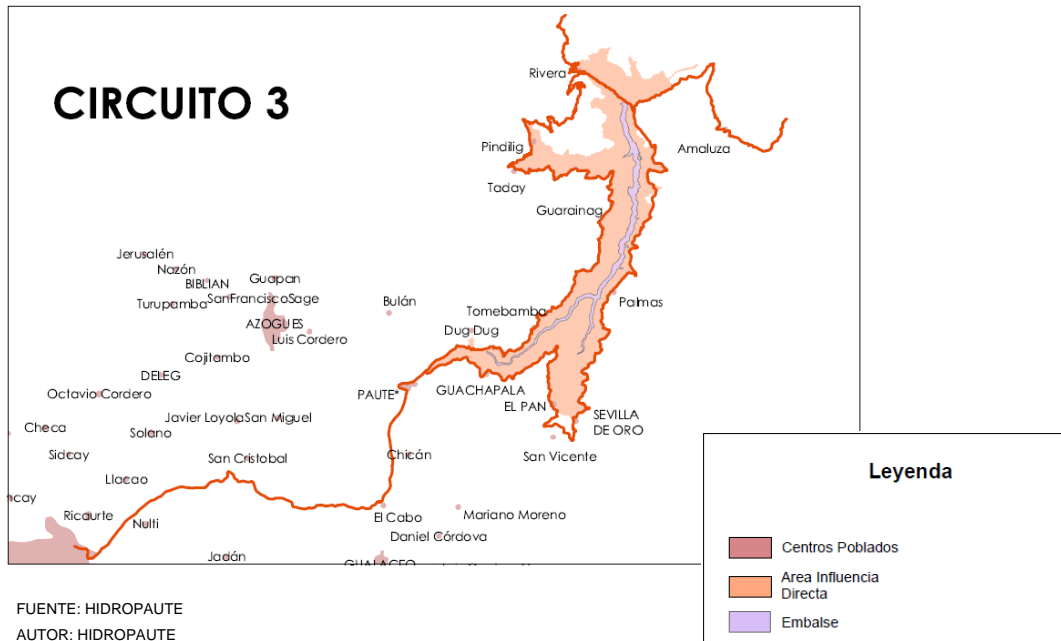 CIRCUITO 3
Rivera
Pindilig
Amaluza
Taday
Guarainag
Jerusalén
Nazón
BIBLIAN
Guapan
Turupamba
SanFranciscoSage
Bulán
Palmas
Tomebamba
AZOGUES
Luis Cordero
Dug-Dug
Cojitambo
DELEG
GUACHAPALA
Octavio Cordero
PAUTE*
EL PAN
SEVILLA
DE ORO
Javier Loyola
San Miguel
Checa
Solano
Sidcay
San Cristobal
Chicán
San Vicente
Llacao
ncay
Ricaurte
Nulti
El Cabo
Mariano Moreno
Daniel Córdova
Jadán
GUALACEO
Leyenda
Centros Poblados
Area Influencia
Directa
Embalse
FUENTE: HIDROPAUTE
AUTOR: HIDROPAUTE